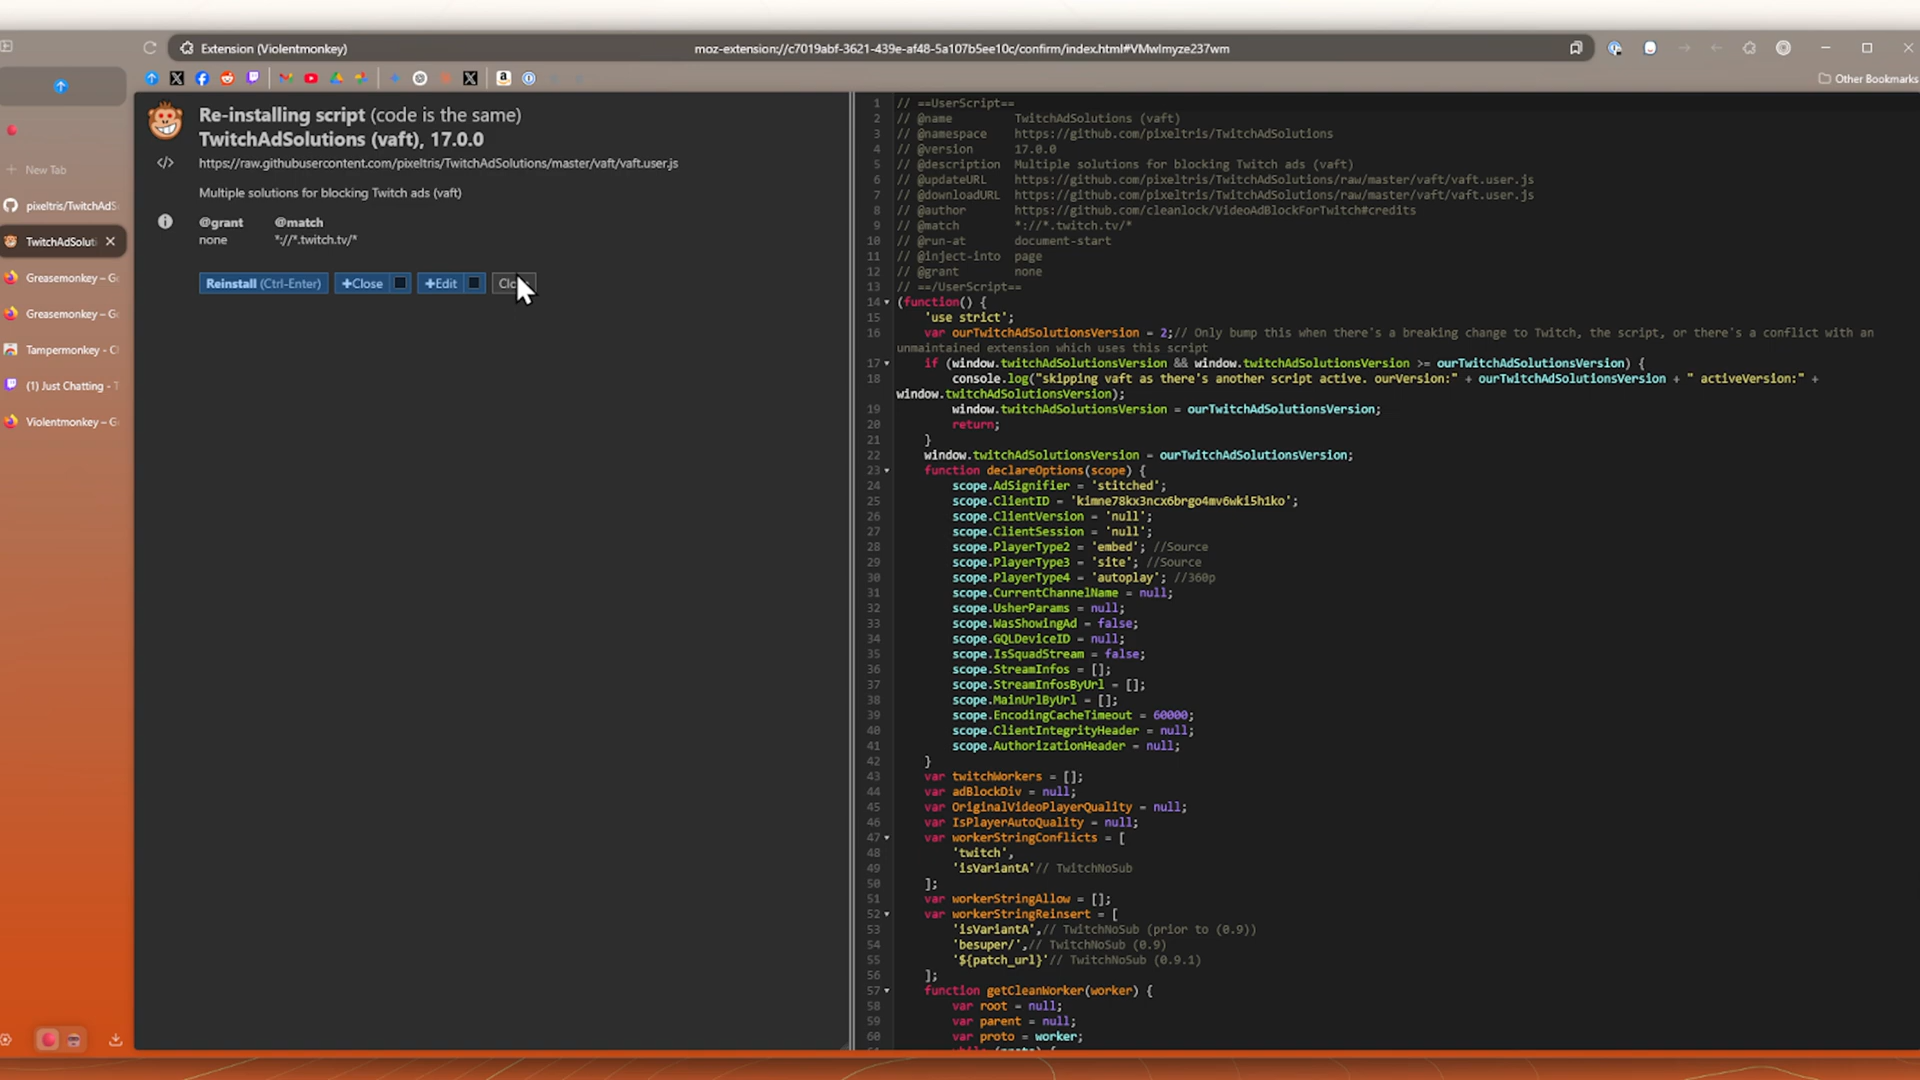 Extension (Violentmonkey)
moz-extension://c7019abf-3621-439e-af48-5a107b5ee10c/confirm/index.html#VMwlmyze237wm
Other Bookmarks
New Tab
pixeltris/TwitchAdS
TwitchAdSoluti
Greasemonkey – G
Greasemonkey – G
Tampermonkey - C
(1) Just Chatting - T
Violentmonkey – G
Re-installing script (code is the same)
TwitchAdSolutions (vaft), 17.0.0
</> https://raw.githubusercontent.com/pixeltris/TwitchAdSolutions/master/vaft/vaft.user.js
Multiple solutions for blocking Twitch ads (vaft)
@grant @match
none *://*.twitch.tv/*
Reinstall (Ctrl-Enter) +Close +Edit
1 // ==UserScript==
2 // @name TwitchAdSolutions (vaft)
3 // @namespace https://github.com/pixeltris/TwitchAdSolutions
4 // @version 17.0.0
5 // @description Multiple solutions for blocking Twitch ads (vaft)
6 // @updateURL https://github.com/pixeltris/TwitchAdSolutions/raw/master/vaft/vaft.user.js
7 // @downloadURL https://github.com/pixeltris/TwitchAdSolutions/raw/master/vaft/vaft.user.js
8 // @author https://github.com/cleanlock/VideoAdBlockForTwitch#credits
9 // @match *://*.twitch.tv/*
10 // @run-at document-start
11 // @inject-into page
12 // @grant none
13 // ==/UserScript==
14 (function() {
15 'use strict';
16 var ourTwitchAdSolutionsVersion = 2;// Only bump this when there's a breaking change to Twitch, the script, or there's a conflict with an
unmaintained extension which uses this script
17 if (window.twitchAdSolutionsVersion && window.twitchAdSolutionsVersion >= ourTwitchAdSolutionsVersion) {
18 console.log("skipping vaft as there's another script active. ourVersion:" + ourTwitchAdSolutionsVersion + " activeVersion:" +
window.twitchAdSolutionsVersion);
19 window.twitchAdSolutionsVersion = ourTwitchAdSolutionsVersion;
20 return;
21 }
22 window.twitchAdSolutionsVersion = ourTwitchAdSolutionsVersion;
23 function declareOptions(scope) {
24 scope.AdSignifier = 'stitched';
25 scope.ClientID = 'kimne78kx3ncx6brgo4mv6wki5h1ko';
26 scope.ClientVersion = 'null';
27 scope.ClientSession = 'null';
28 scope.PlayerType2 = 'embed'; //Source
29 scope.PlayerType3 = 'site'; //Source
30 scope.PlayerType4 = 'autoplay'; //360p
31 scope.CurrentChannelName = null;
32 scope.UsherParams = null;
33 scope.WasShowingAd = false;
34 scope.GQLDeviceID = null;
35 scope.IsSquadStream = false;
36 scope.StreamInfos = [];
37 scope.StreamInfosByUrl = [];
38 scope.MainUrlByUrl = [];
39 scope.EncodingCacheTimeout = 60000;
40 scope.ClientIntegrityHeader = null;
41 scope.AuthorizationHeader = null;
42 }
43 var twitchWorkers = [];
44 var adBlockDiv = null;
45 var OriginalVideoPlayerQuality = null;
46 var IsPlayerAutoQuality = null;
47 var workerStringConflicts = [
48 'twitch',
49 'isVariantA'// TwitchNoSub
50 ];
51 var workerStringAllow = [];
52 var workerStringReinsert = [
53 'isVariantA',// TwitchNoSub (prior to (0.9))
54 'besuper/',// TwitchNoSub (0.9)
55 '${patch_url}'// TwitchNoSub (0.9.1)
56 ];
57 function getCleanWorker(worker) {
58 var root = null;
59 var parent = null;
60 var proto = worker;